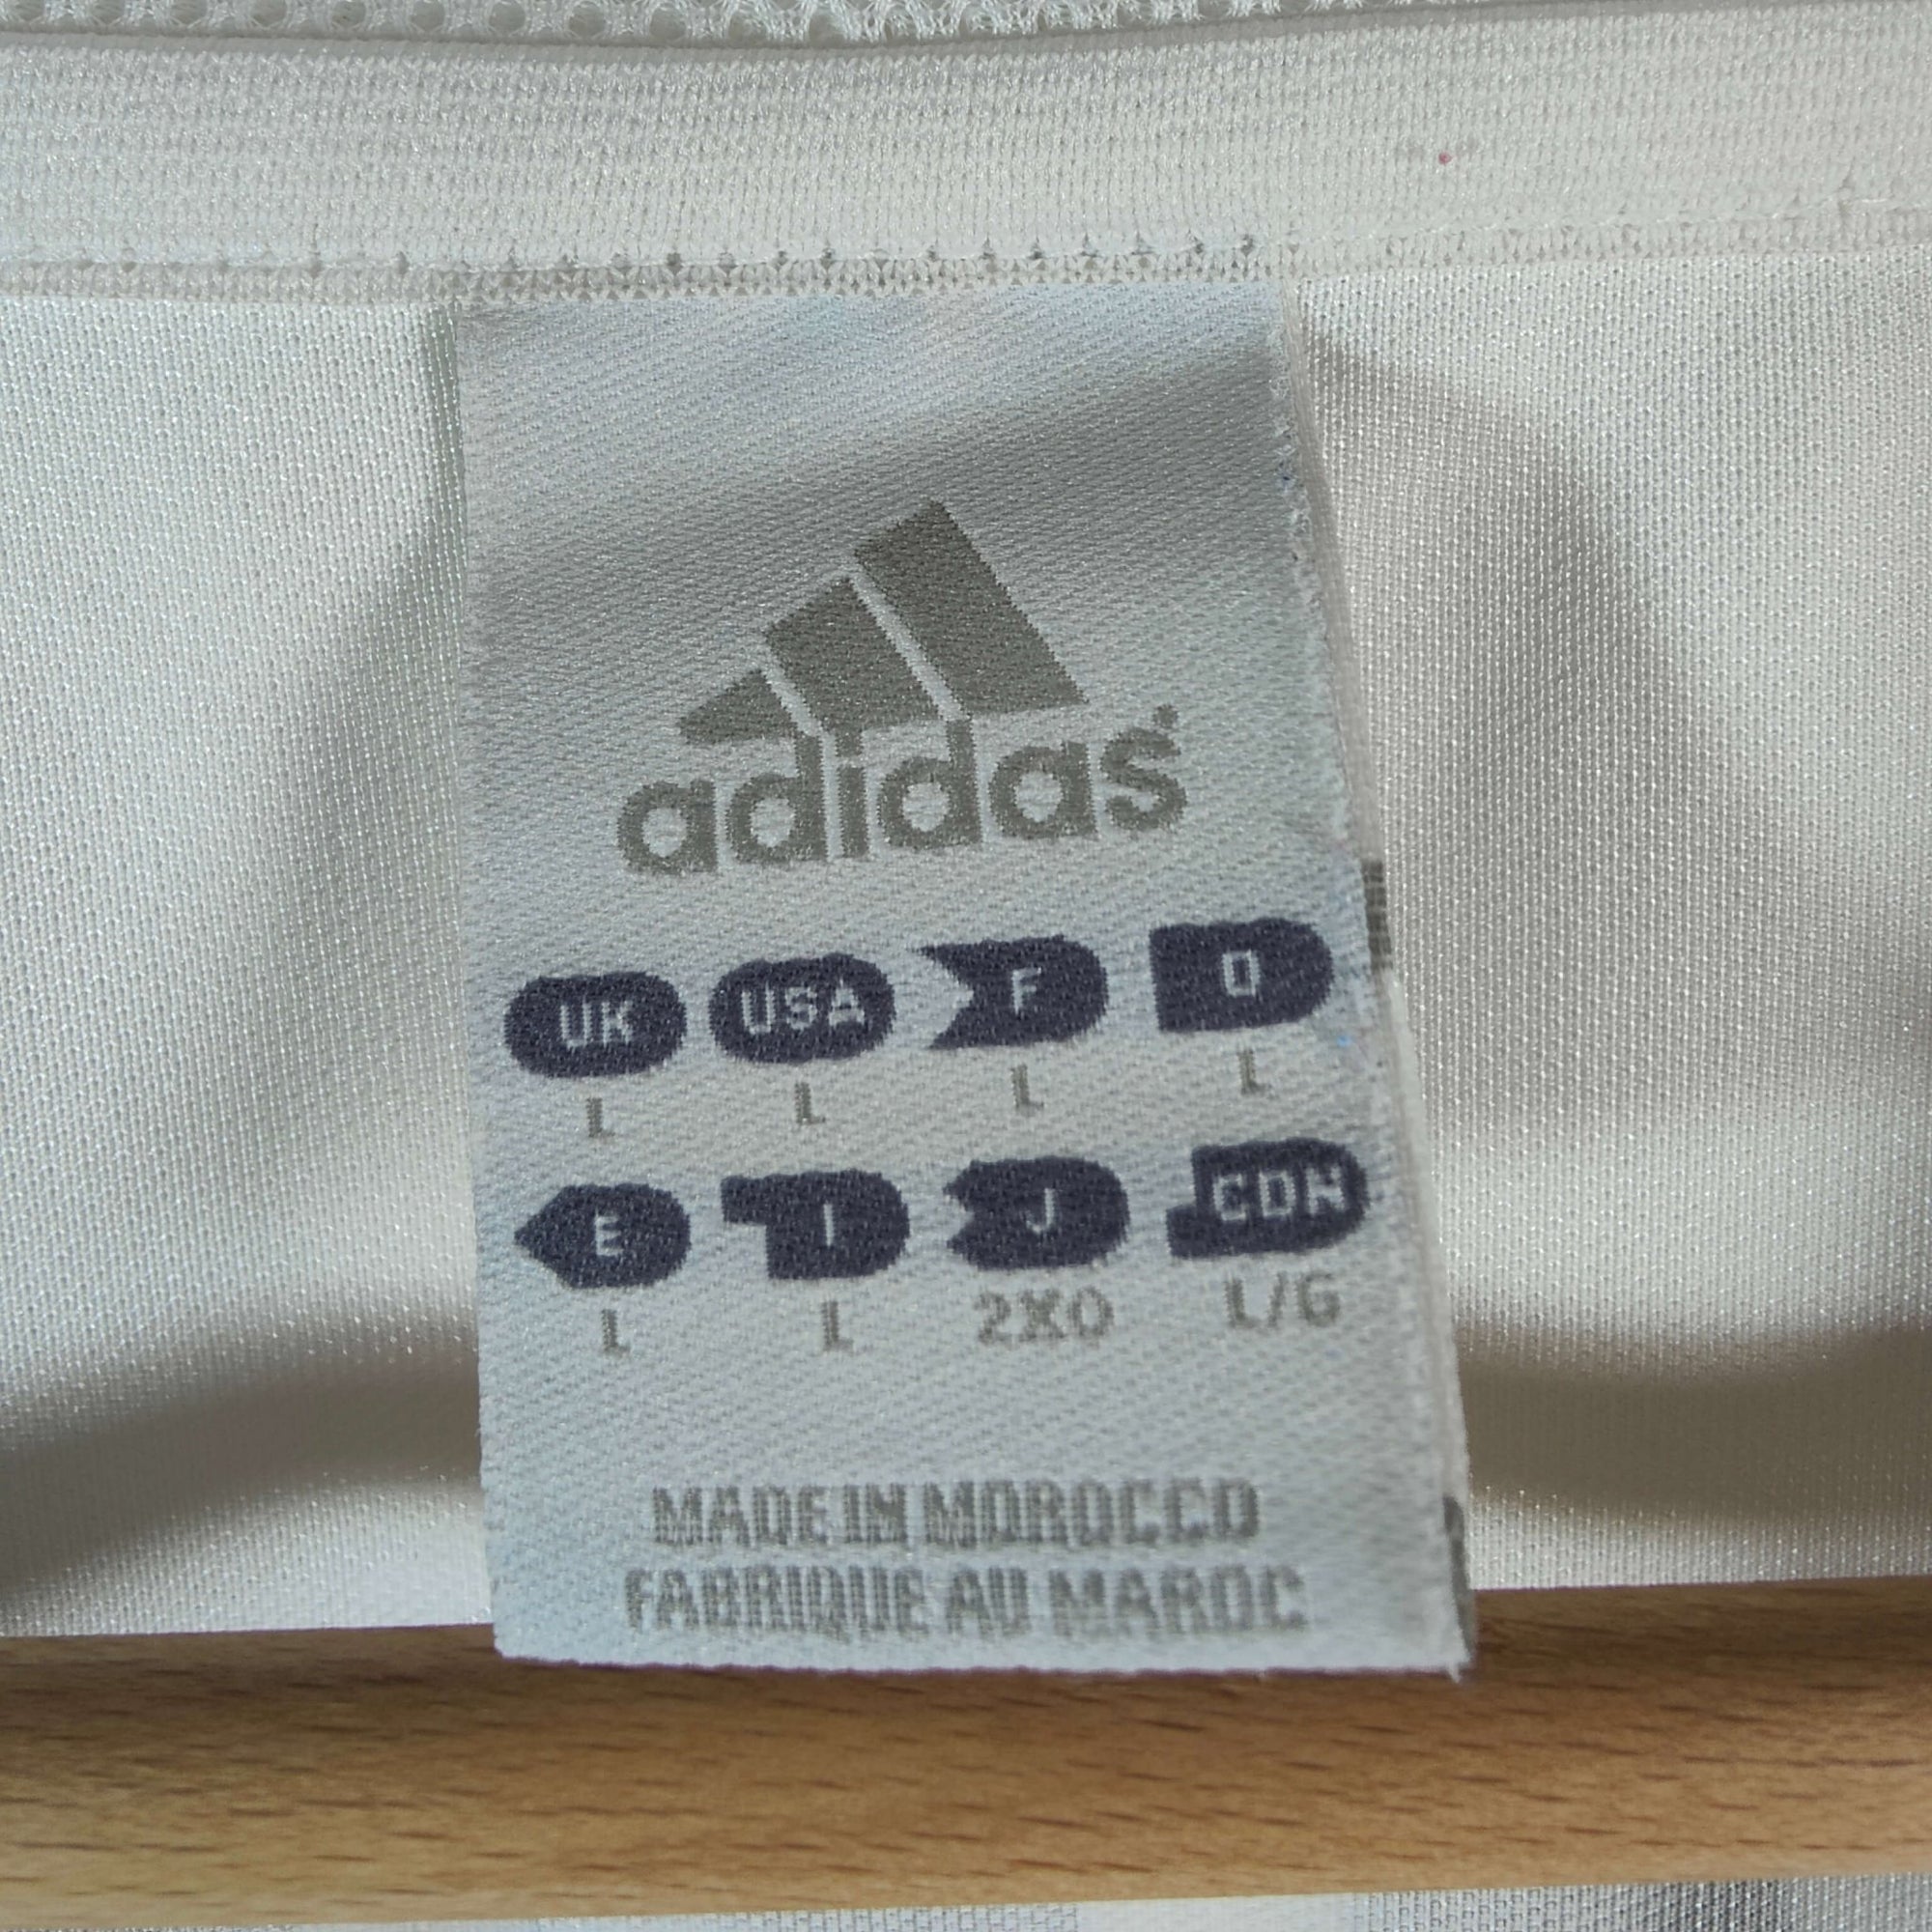 adidas
UK USA F D
L L L L
E I J CDN
L L 2XO L/G
MADE IN MOROCCO
FABRIQUE AU MAROC